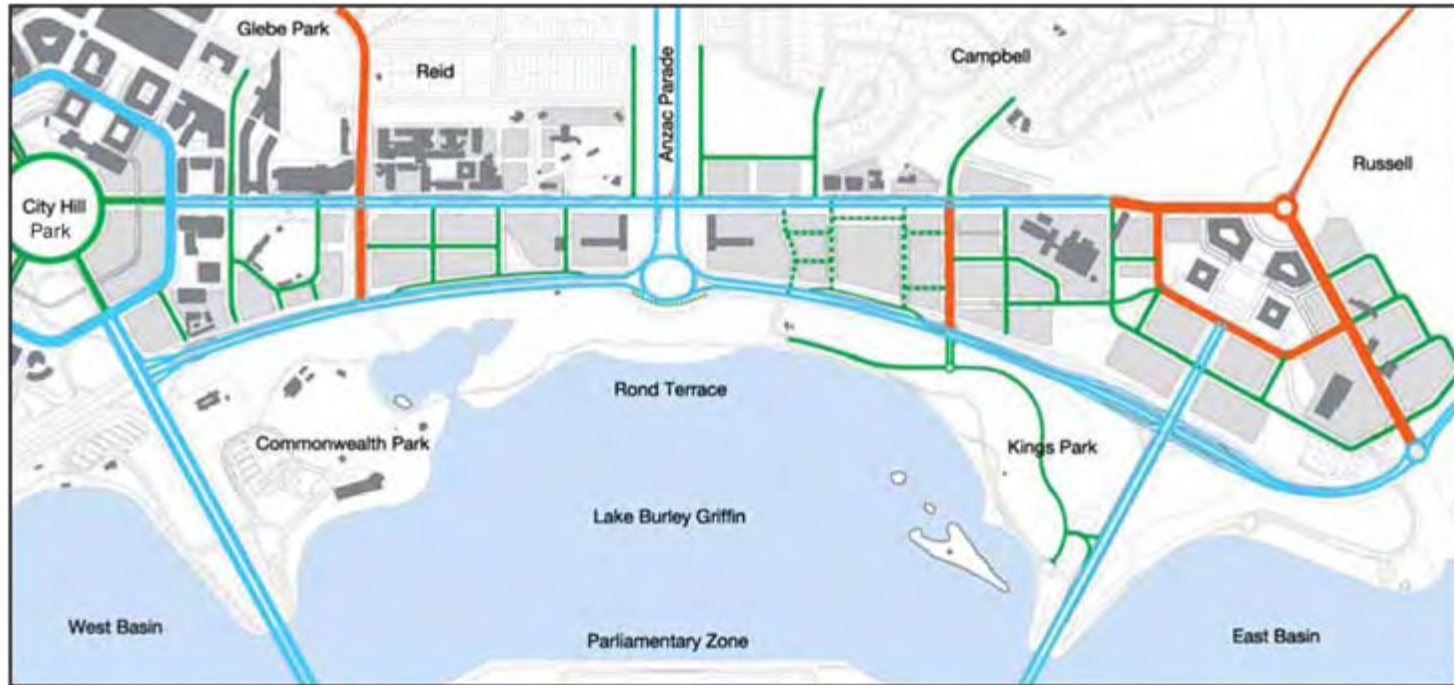 Glebe Park
Reid
Anzac Parade
Campbell
Russell
City Hill
Park
Rond Terrace
Commonwealth Park
Kings Park
Lake Burley Griffin
West Basin
Parliamentary Zone
East Basin